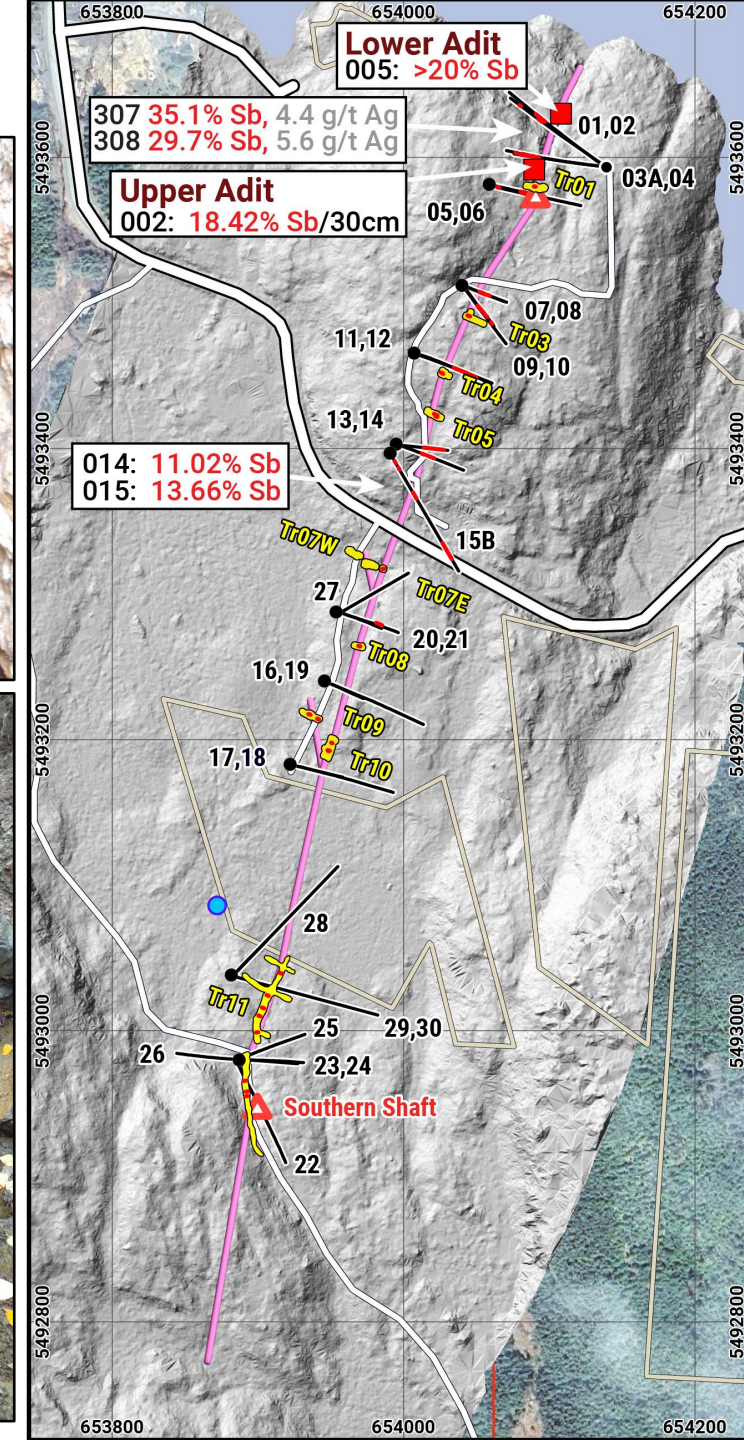 653800
654000
654200
Lower Adit
005: >20% Sb
307 35.1% Sb, 4.4 g/t Ag
308 29.7% Sb, 5.6 g/t Ag
01,02
5493600
5493600
03A,04
Tr01
Upper Adit
002: 18.42% Sb/30cm
05,06
07,08
Tr03
11,12
09,10
Tr04
13,14
Tr05
5493400
5493400
014: 11.02% Sb
015: 13.66% Sb
15B
Tr07W
Tr07E
27
20,21
Tr08
16,19
Tr09
5493200
5493200
17,18
Tr10
28
Tr11
5493000
5493000
25
29,30
26
23,24
Southern Shaft
22
5492800
5492800
653800
654000
654200